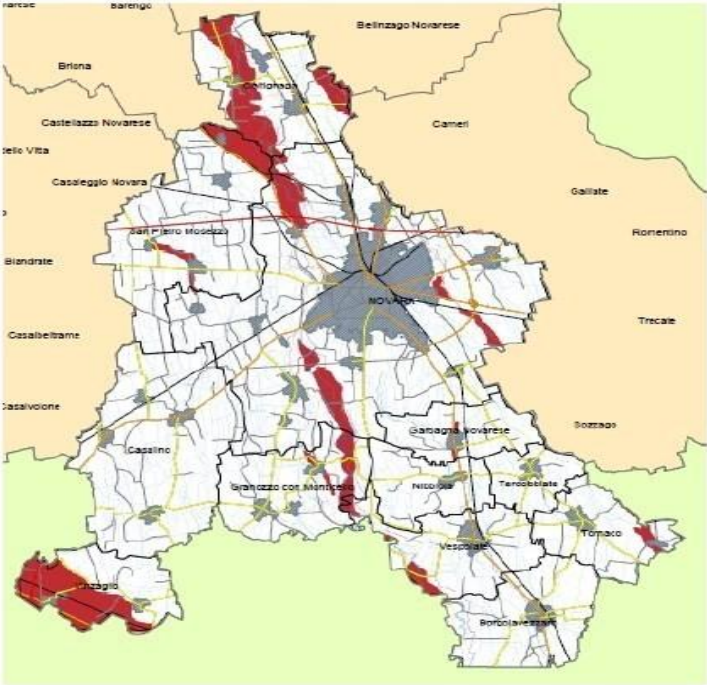 Barengo
Bellinzago Novarese
Briona
Caltignaga
Castellazzo Novarese
Cameri
Casaleggio Novara
Galliate
San Pietro Mosezzo
Romentino
Biandrate
NOVARA
Trecate
Casalbeltrame
Casalvolone
Sozzago
Garbagna Novarese
Casalino
Granozzo con Monticello
Nibbiola
Terdobbiate
Tornaco
Vespolate
Vinzaglio
Borgolavezzaro